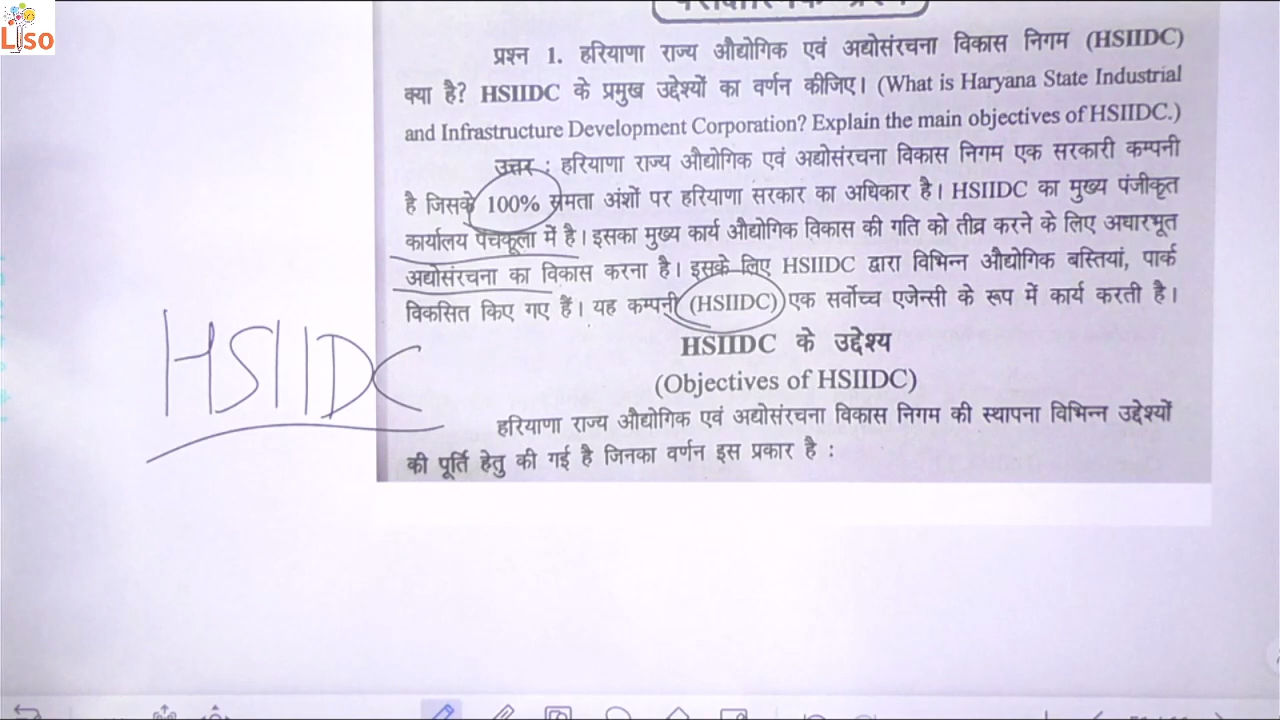 Liso
प्रश्न 1. हरियाणा राज्य औद्योगिक एवं अद्योसंरचना विकास निगम (HSIIDC)
क्या है? HSIIDC के प्रमुख उद्देश्यों का वर्णन कीजिए। (What is Haryana State Industrial
and Infrastructure Development Corporation? Explain the main objectives of HSIIDC.)
उत्तर : हरियाणा राज्य औद्योगिक एवं अद्योसंरचना विकास निगम एक सरकारी कम्पनी
है जिसके 100% समता अंशों पर हरियाणा सरकार का अधिकार है। HSIIDC का मुख्य पंजीकृत
कार्यालय पंचकूला में है। इसका मुख्य कार्य औद्योगिक विकास की गति को तीव्र करने के लिए अधारभूत
अद्योसंरचना का विकास करना है। इसके लिए HSIIDC द्वारा विभिन्न औद्योगिक बस्तियां, पार्क
विकसित किए गए हैं। यह कम्पनी (HSIIDC) एक सर्वोच्च एजेन्सी के रूप में कार्य करती है।
HSIIDC के उद्देश्य
(Objectives of HSIIDC)
हरियाणा राज्य औद्योगिक एवं अद्योसंरचना विकास निगम की स्थापना विभिन्न उद्देश्यों
की पूर्ति हेतु की गई है जिनका वर्णन इस प्रकार है :
HSIIDC